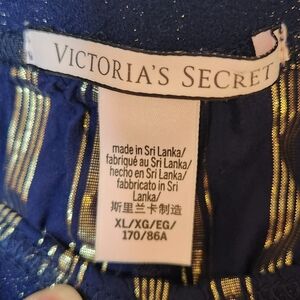 VICTORIA'S SECRET
made in Sri Lanka/
fabriqué au Sri Lanka/
hecho en Sri Lanka/
fabbricato in Sri
Lanka/
斯里兰卡制造
XL/XG/EG/
170/86A